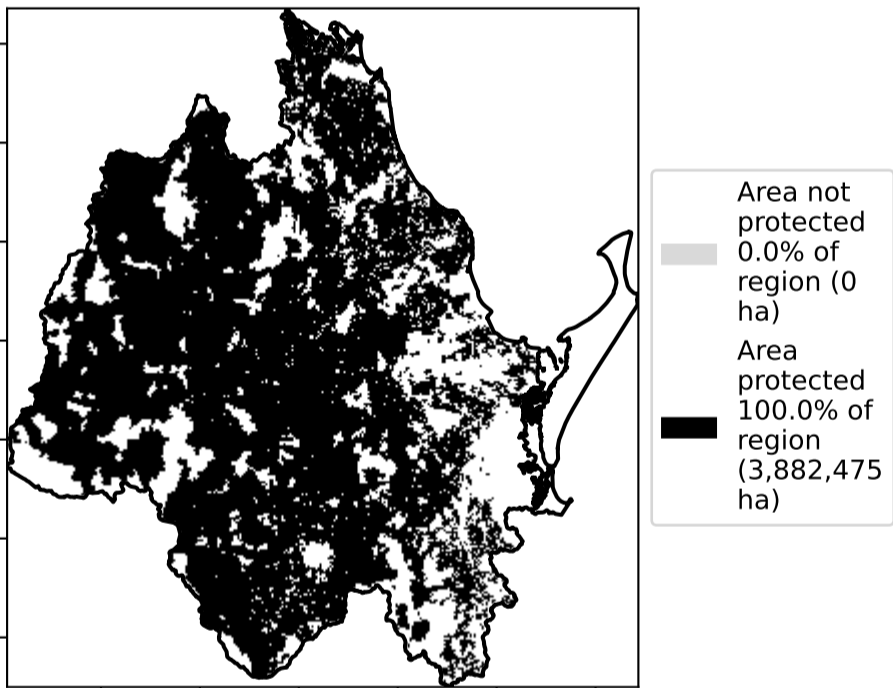 Area not
protected
0.0% of
region (0
ha)
Area
protected
100.0% of
region
(3,882,475
ha)